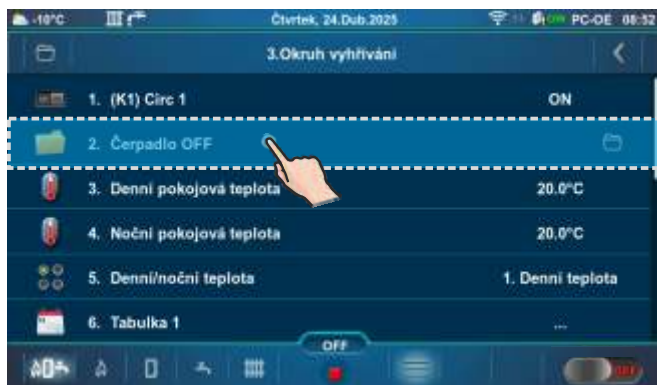 -10°C Čtvrtek, 24.Dub.2025 PC-OE 08:52
3.Okruh vyhřívání
1. (K1) Circ 1 ON
2. Čerpadlo OFF
3. Denní pokojová teplota 20.0°C
4. Noční pokojová teplota 20.0°C
5. Denní/noční teplota 1. Denní teplota
6. Tabulka 1 ...
OFF
OFF